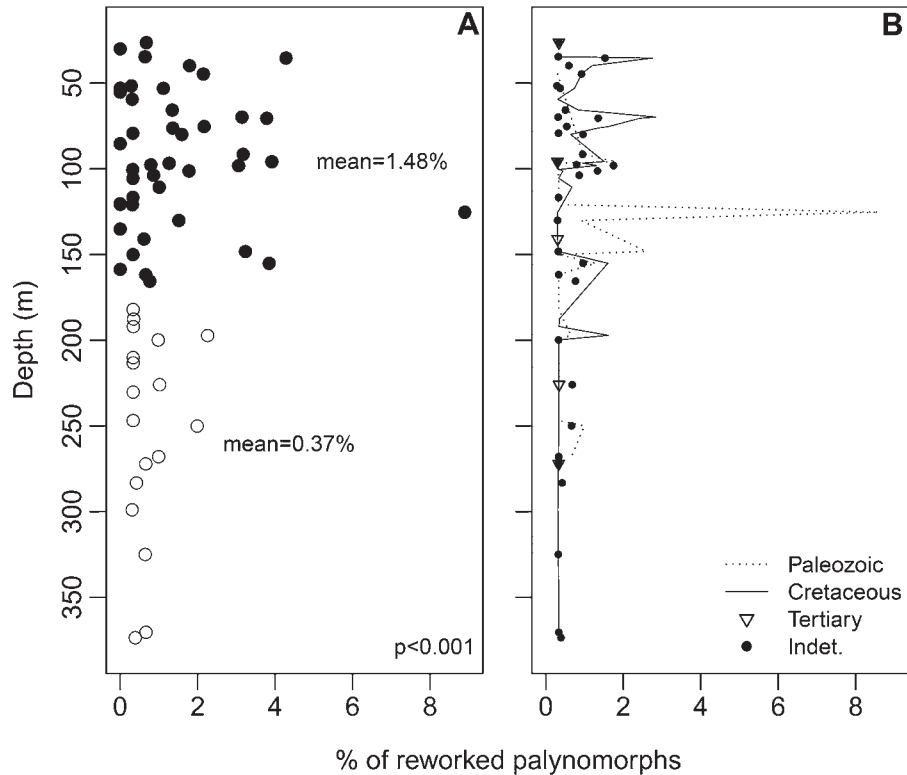 A
B
Depth (m)
50
100
150
200
250
300
350
mean=1.48%
mean=0.37%
p<0.001
Paleozoic
Cretaceous
Tertiary
Indet.
0 2 4 6 8
0 2 4 6 8
% of reworked palynomorphs